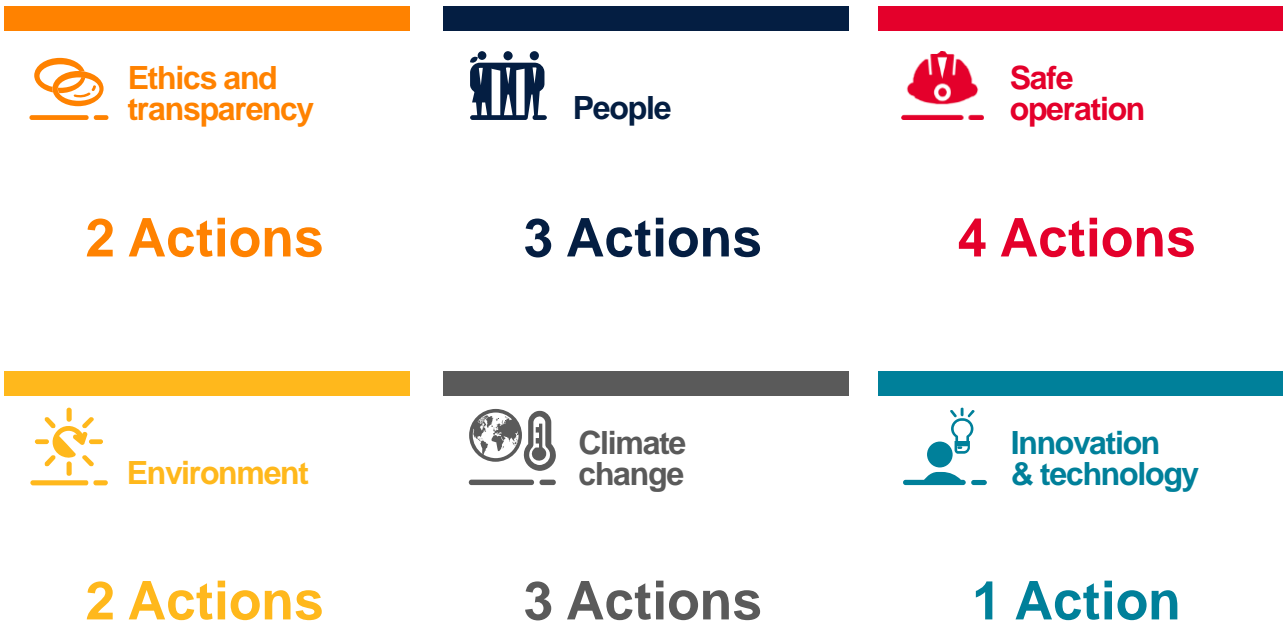 Ethics and
transparency
People
Safe
operation
2 Actions
3 Actions
4 Actions
Environment
Climate
change
Innovation
& technology
2 Actions
3 Actions
1 Action